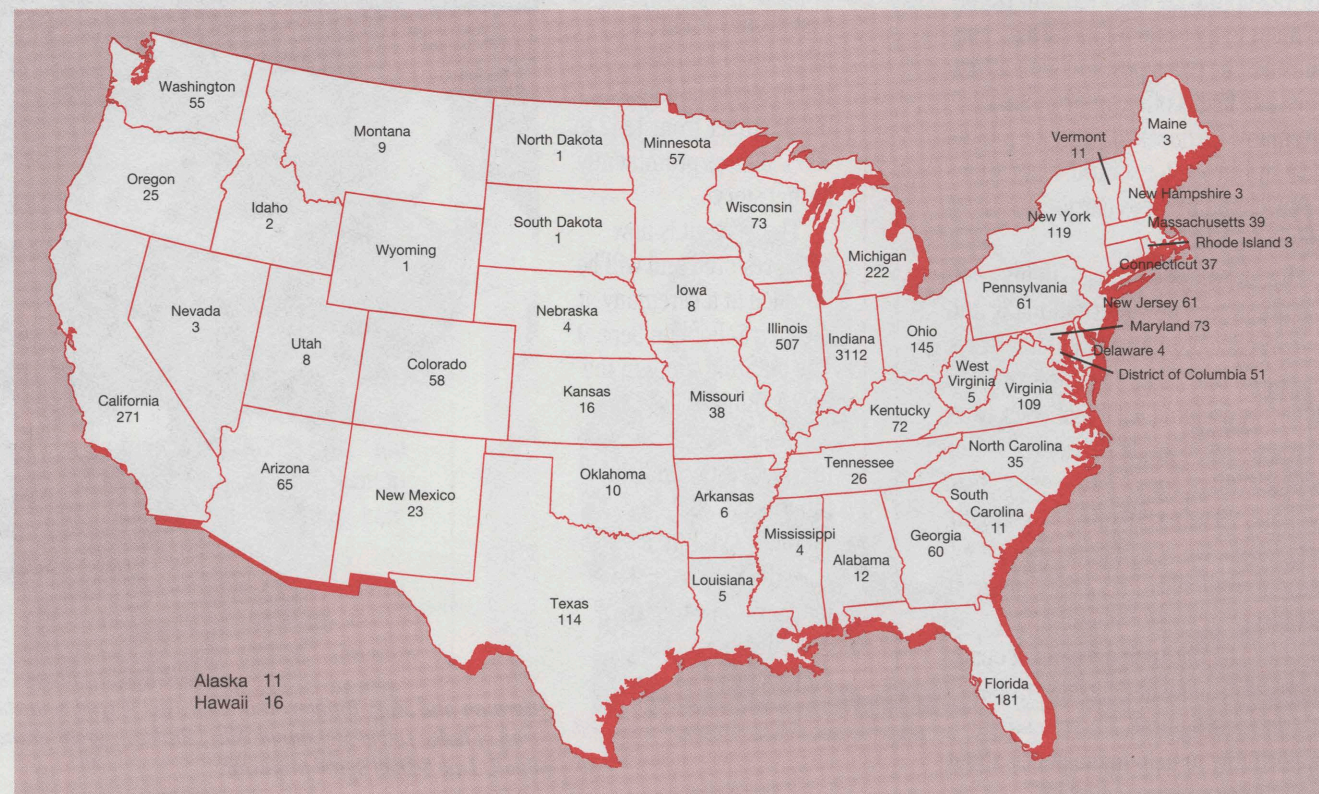 Washington
55
Montana
9
North Dakota
1
Minnesota
57
Vermont
11
Maine
3
Oregon
25
Idaho
2
Wyoming
1
South Dakota
1
Wisconsin
73
Michigan
222
New York
119
New Hampshire 3
Massachusetts 39
Rhode Island 3
Connecticut 37
Nevada
3
Utah
8
Colorado
58
Nebraska
4
Iowa
8
Illinois
507
Indiana
3112
Ohio
145
Pennsylvania
61
New Jersey 61
Maryland 73
Delaware 4
District of Columbia 51
California
271
Kansas
16
Missouri
38
Kentucky
72
West
Virginia
5
Virginia
109
Arizona
65
New Mexico
23
Oklahoma
10
Arkansas
6
Tennessee
26
North Carolina
35
South
Carolina
11
Texas
114
Louisiana
5
Mississippi
4
Alabama
12
Georgia
60
Florida
181
Alaska 11
Hawaii 16